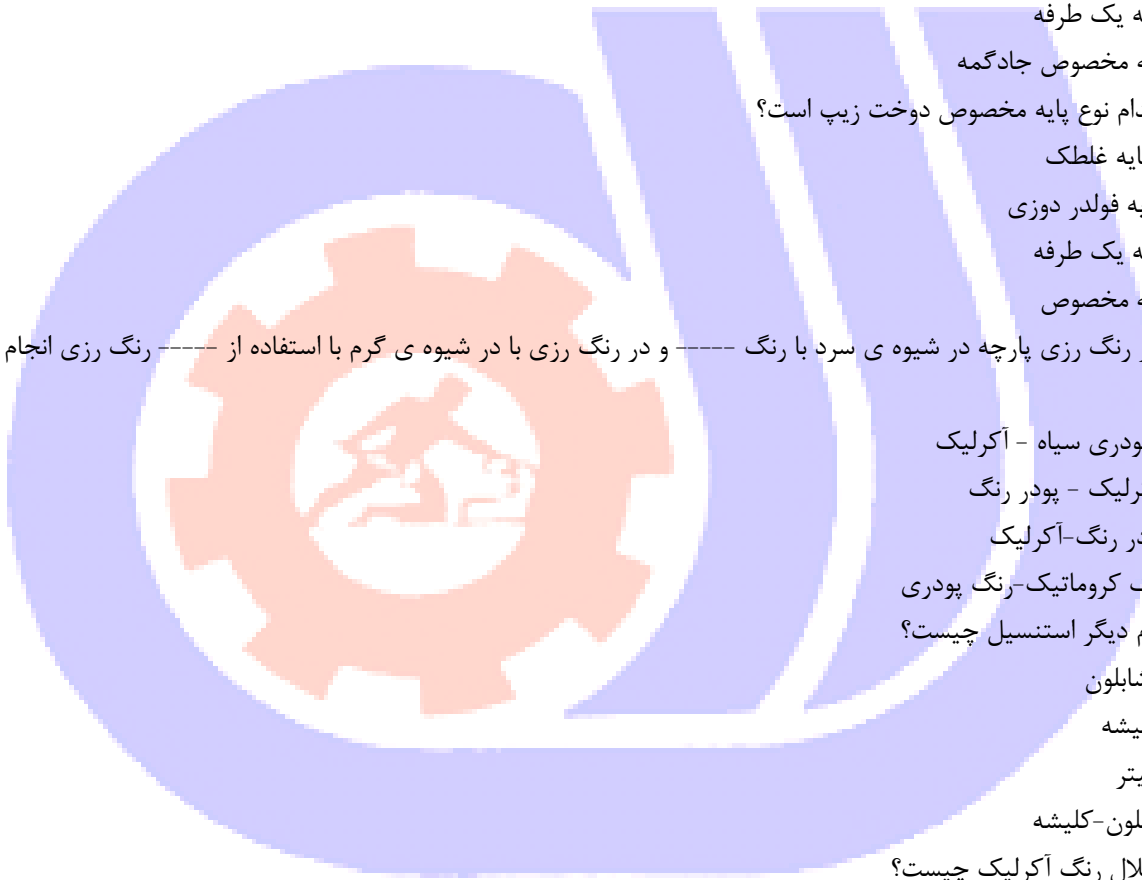 ه یک طرفه
ه مخصوص جادگمه
دام نوع پایه مخصوص دوخت زیپ است؟
پایه غلطک
یه فولدر دوزی
ه یک طرفه
ه مخصوص
ر رنگ رزی پارچه در شیوه ی سرد با رنگ ----- و در رنگ رزی با در شیوه ی گرم با استفاده از ----- رنگ رزی انجام
ودری سیاه - آکرلیک
رلیک - پودر رنگ
در رنگ-آکرلیک
ک کروماتیک-رنگ پودری
م دیگر استنسیل چیست؟
شابلون
لیشه
یتر
لون-کلیشه
لال رنگ آکرلیک چیست؟